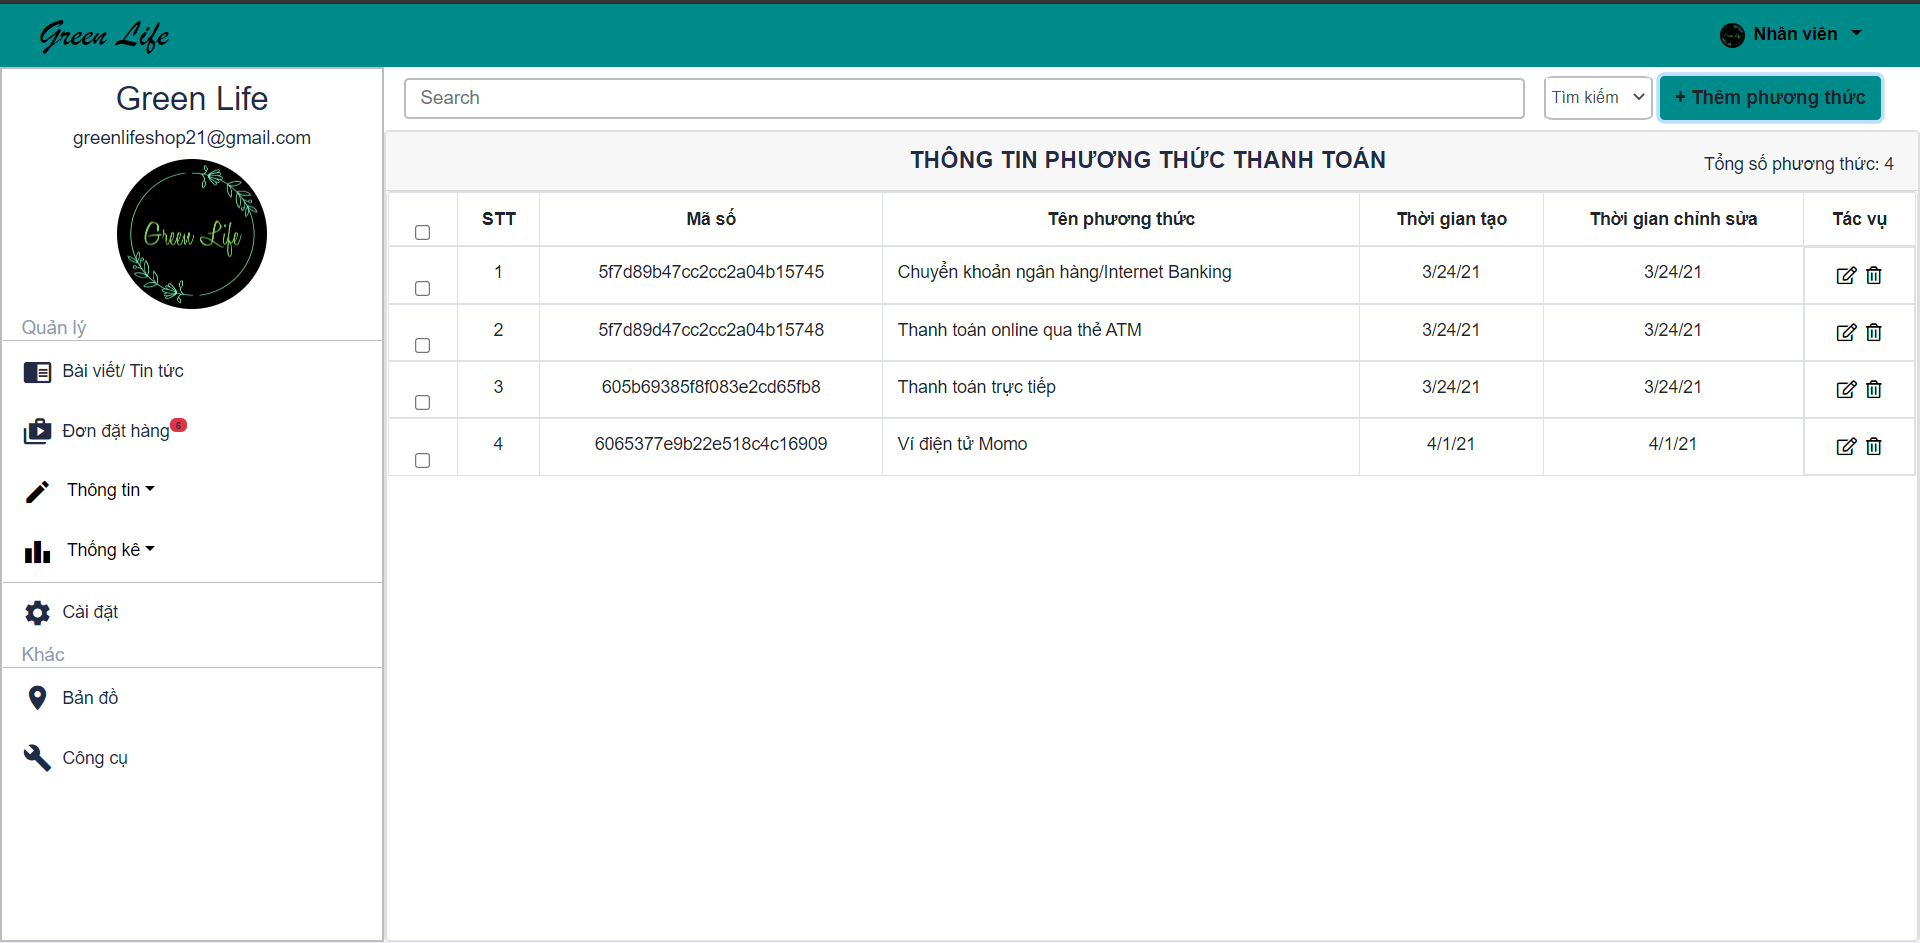 Green Life
Nhân viên
Green Life
greenlifeshop21@gmail.com
Green Life
Quản lý
Bài viết/ Tin tức
Đơn đặt hàng 6
Thông tin
Thống kê
Cài đặt
Khác
Bản đồ
Công cụ
Search
Tìm kiếm
+ Thêm phương thức
THÔNG TIN PHƯƠNG THỨC THANH TOÁN
Tổng số phương thức: 4
STT Mã số Tên phương thức Thời gian tạo Thời gian chỉnh sửa Tác vụ
1 5f7d89b47cc2cc2a04b15745 Chuyển khoản ngân hàng/Internet Banking 3/24/21 3/24/21
2 5f7d89d47cc2cc2a04b15748 Thanh toán online qua thẻ ATM 3/24/21 3/24/21
3 605b69385f8f083e2cd65fb8 Thanh toán trực tiếp 3/24/21 3/24/21
4 6065377e9b22e518c4c16909 Ví điện tử Momo 4/1/21 4/1/21